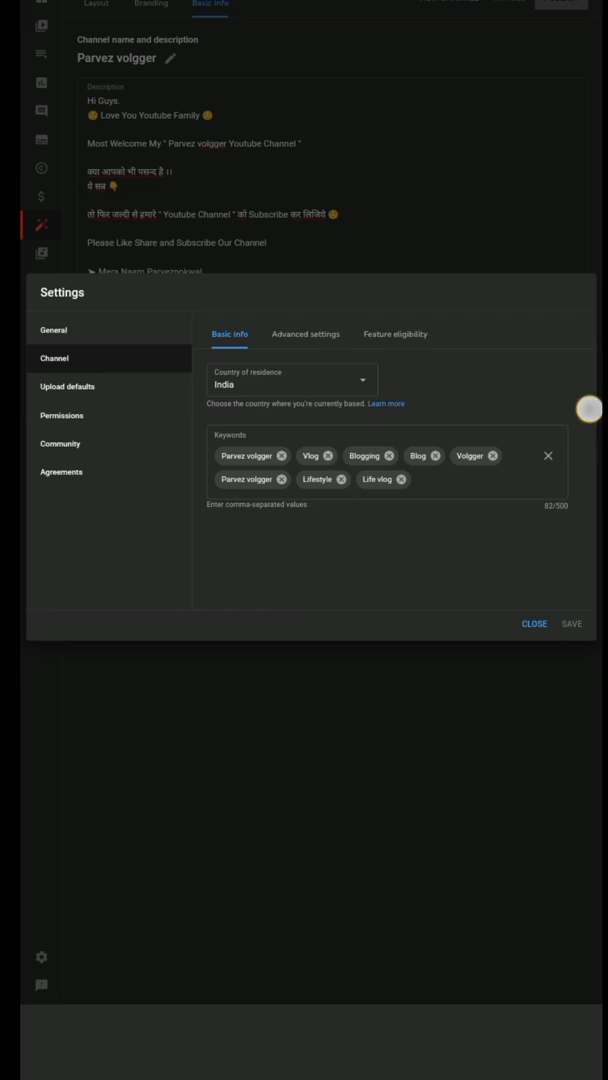 Layout Branding Basic info
Channel name and description
Parvez volgger
Description
Hi Guys.
😊 Love You Youtube Family 😊
Most Welcome My " Parvez volgger Youtube Channel "
क्या आपको भी पसन्द है ।।
ये सब 👇
तो फिर जल्दी से हमारे " Youtube Channel " को Subscribe कर लिजिये 😊
Please Like Share and Subscribe Our Channel
➤ Mera Naam Parveznokwal
Settings
General
Channel
Upload defaults
Permissions
Community
Agreements
Basic info Advanced settings Feature eligibility
Country of residence
India
Choose the country where you're currently based. Learn more
Keywords
Parvez volgger Vlog Blogging Blog Volgger
Parvez volgger Lifestyle Life vlog
Enter comma-separated values 82/500
CLOSE SAVE